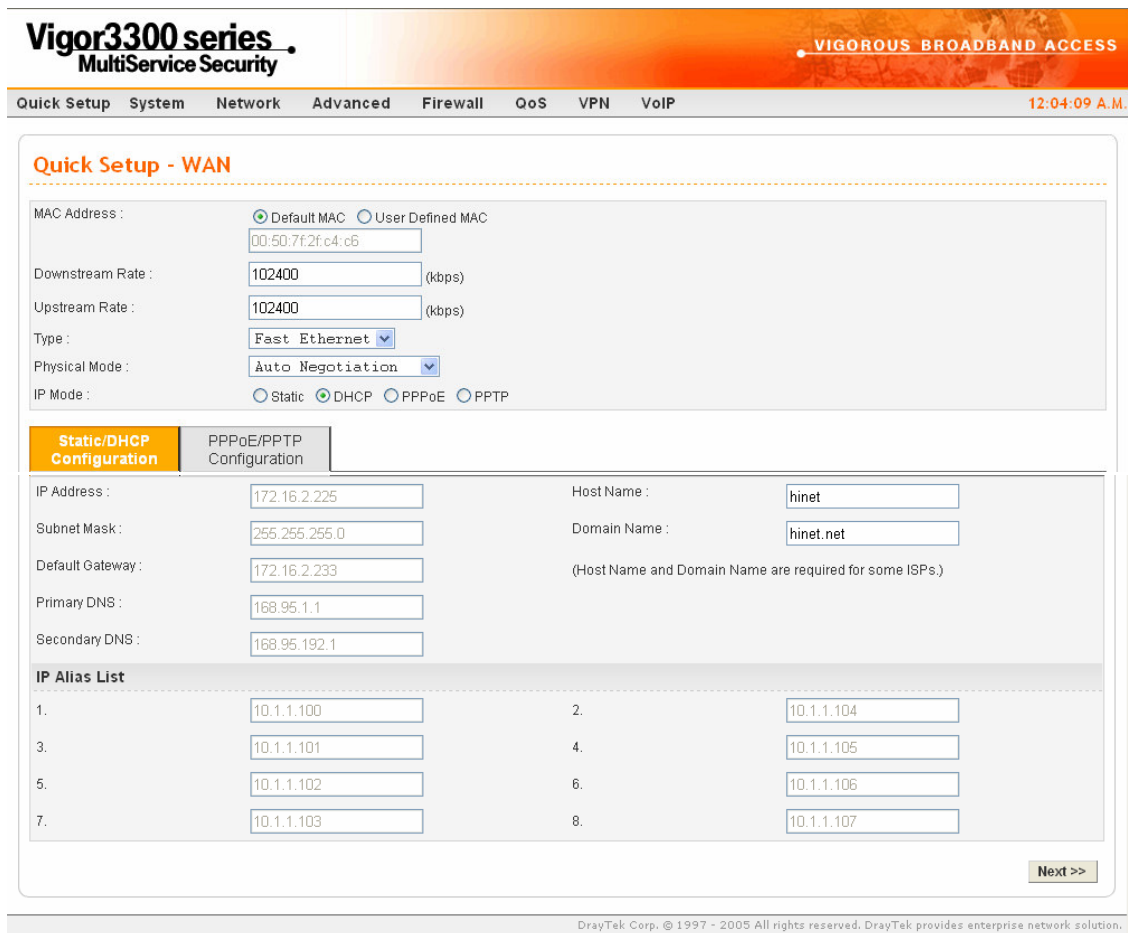 Vigor3300 series
MultiService Security
VIGOROUS BROADBAND ACCESS
Quick Setup System Network Advanced Firewall QoS VPN VoIP 12:04:09 A.M.
Quick Setup - WAN
MAC Address : Default MAC User Defined MAC
00:50:7f:2f:c4:c6
Downstream Rate : 102400 (kbps)
Upstream Rate : 102400 (kbps)
Type : Fast Ethernet
Physical Mode : Auto Negotiation
IP Mode : Static DHCP PPPoE PPTP
Static/DHCP Configuration PPPoE/PPTP Configuration
IP Address : 172.16.2.225 Host Name : hinet
Subnet Mask : 255.255.255.0 Domain Name : hinet.net
Default Gateway : 172.16.2.233 (Host Name and Domain Name are required for some ISPs.)
Primary DNS : 168.95.1.1
Secondary DNS : 168.95.192.1
IP Alias List
1. 10.1.1.100 2. 10.1.1.104
3. 10.1.1.101 4. 10.1.1.105
5. 10.1.1.102 6. 10.1.1.106
7. 10.1.1.103 8. 10.1.1.107
Next >>
DrayTek Corp. © 1997 - 2005 All rights reserved. DrayTek provides enterprise network solution.